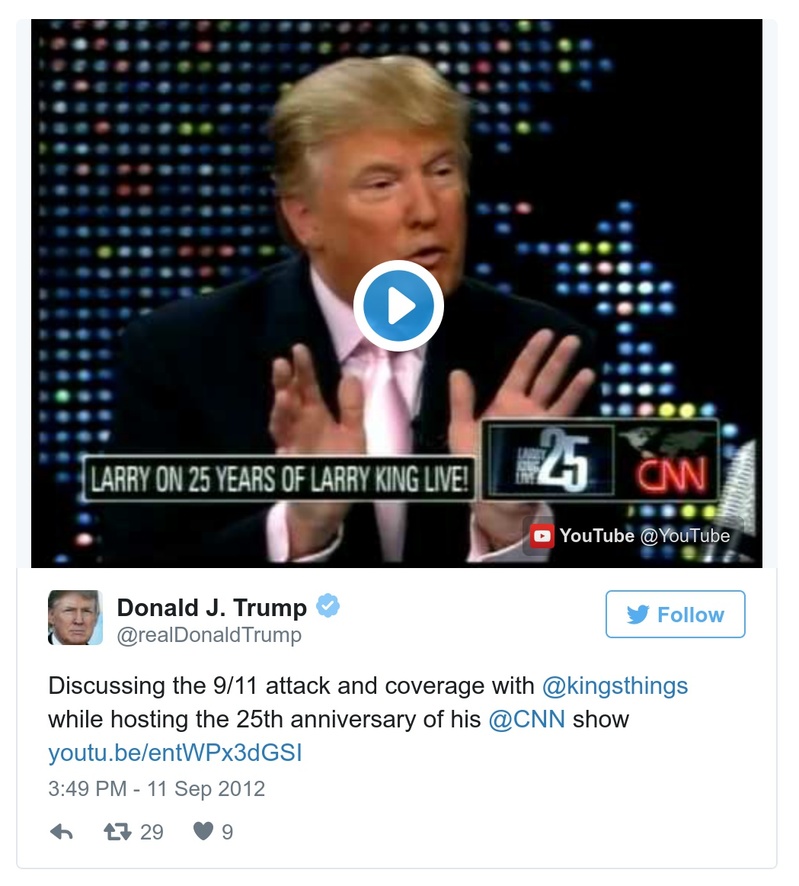 LARRY ON 25 YEARS OF LARRY KING LIVE!
LARRY
KING
LIVE
25
CNN
YouTube @YouTube
Donald J. Trump
@realDonaldTrump
Follow
Discussing the 9/11 attack and coverage with @kingsthings
while hosting the 25th anniversary of his @CNN show
youtu.be/entWPx3dGSI
3:49 PM - 11 Sep 2012
29
9